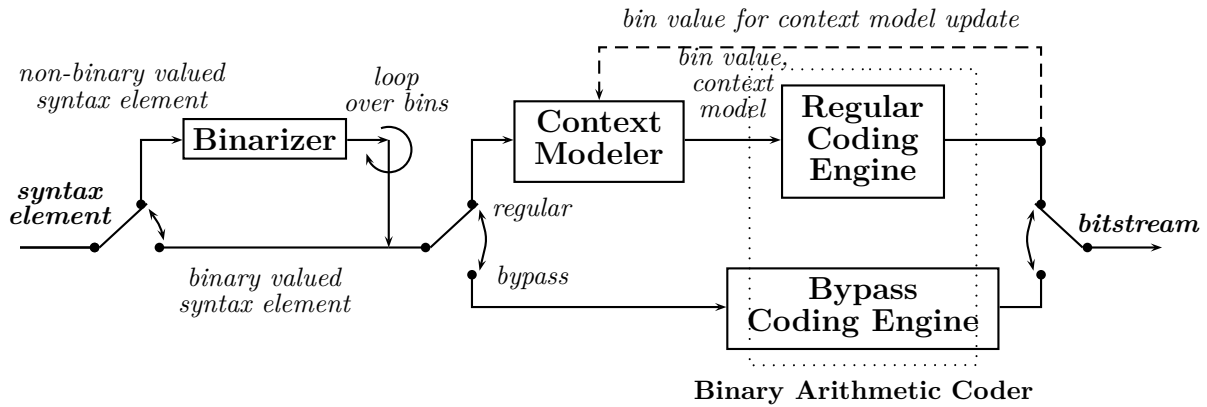 bin value for context model update
non-binary valued
syntax element
loop
over bins
bin value,
context
model
Binarizer
Context
Modeler
Regular
Coding
Engine
syntax
element
regular
bitstream
binary valued
syntax element
bypass
Bypass
Coding Engine
Binary Arithmetic Coder